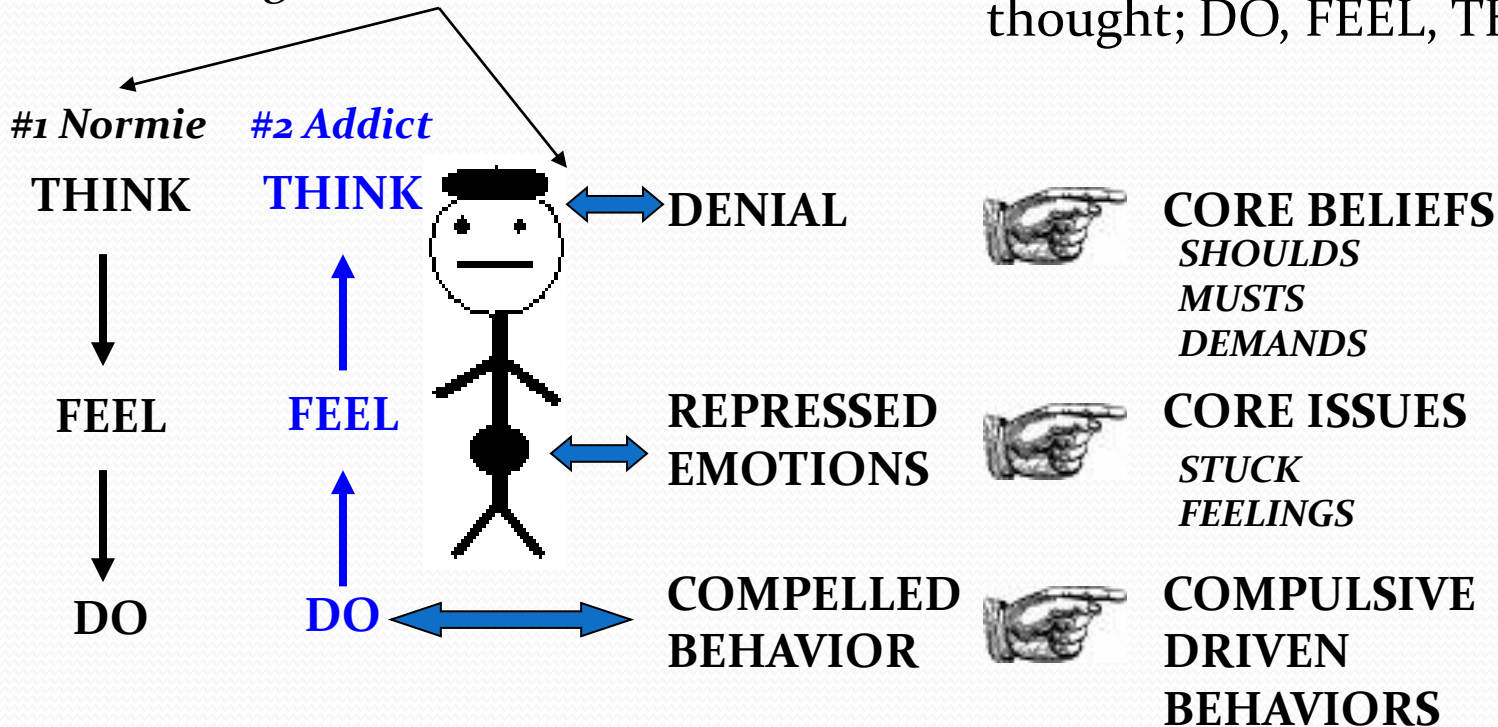 thought; DO, FEEL,
#1 Normie
#2 Addict
THINK
THINK
DENIAL
CORE BELIEFS
SHOULDS
MUSTS
DEMANDS
FEEL
FEEL
REPRESSED
EMOTIONS
CORE ISSUES
STUCK
FEELINGS
DO
DO
COMPELLED
BEHAVIOR
COMPULSIVE
DRIVEN
BEHAVIORS